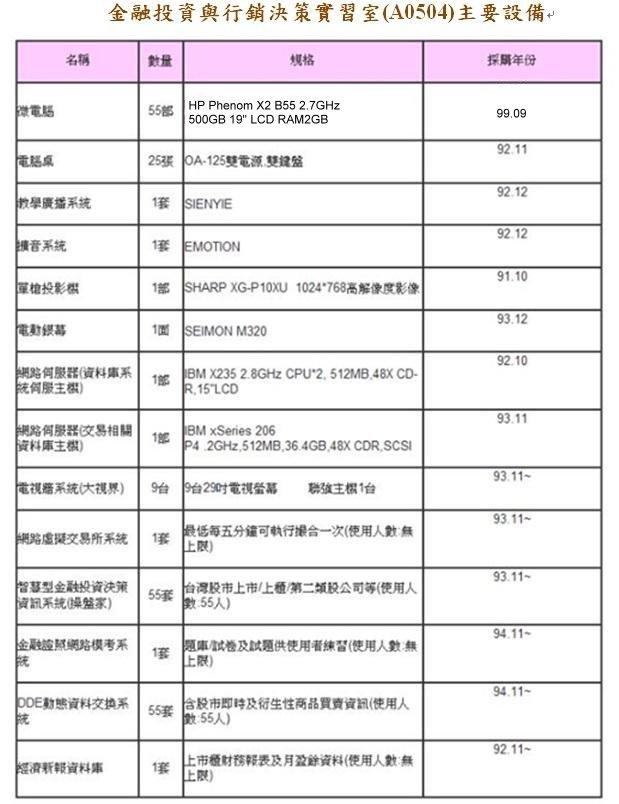 金融投資與行銷決策實習室(A0504)主要設備
名稱 數量 規格 採購年份
微電腦 55部 HP Phenom X2 B55 2.7GHz 99.09
500GB 19" LCD RAM2GB
電腦桌 25張 OA-125雙電源.雙鍵盤 92.11
教學廣播系統 1套 SIENYIE 92.12
擴音系統 1套 EMOTION 92.12
單槍投影機 1部 SHARP XG-P10XU 1024*768高解像度影像 91.10
電動銀幕 1面 SEIMON M320 93.12
網路伺服器(資料庫系 1部 IBM X235 2.8GHz CPU*2, 512MB,48X CD- 92.10
統伺服主機) R,15"LCD
網路伺服器(交易相關 1部 IBM xSeries 206 93.11
資料庫主機) P4 .2GHz,512MB,36.4GB,48X CDR,SCSI
電視牆系統(大視界) 9台 9台29吋電視螢幕 聯強主機1台 93.11~
網路虛擬交易所系統 1套 最低每五分鐘可執行撮合一次(使用人數:無 93.11~
上限)
智慧型金融投資決策 55套 台灣股市上市/上櫃/第二類股公司等(使用人 93.11~
資訊系統(操盤家) 數:55人)
金融證照網路模考系 1套 題庫/試卷及試題供使用者練習(使用人數:無 94.11~
統 上限)
DDE動態資料交換系 55套 含股市即時及衍生性商品買賣資訊(使用人 94.11~
統 數:55人)
經濟新報資料庫 1套 上市櫃財務報表及月盈餘資料(使用人數:無 92.11~
上限)